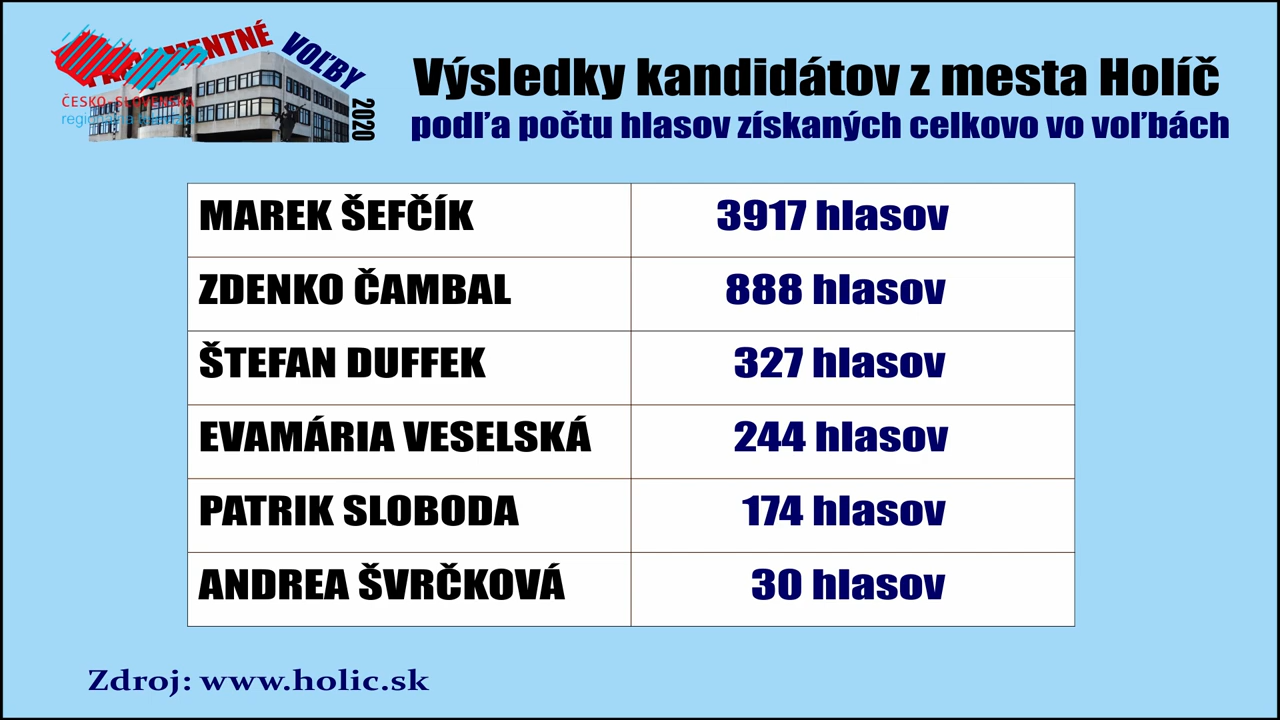 VOĽBY
2020
ČESKO-SLOVENSKÁ
Výsledky kandidátov z mesta Holíč
podľa počtu hlasov získaných celkovo vo voľbách
MAREK ŠEFČÍK 3917 hlasov
ZDENKO ČAMBAL 888 hlasov
ŠTEFAN DUFFEK 327 hlasov
EVAMÁRIA VESELSKÁ 244 hlasov
PATRIK SLOBODA 174 hlasov
ANDREA ŠVRČKOVÁ 30 hlasov
Zdroj: www.holic.sk